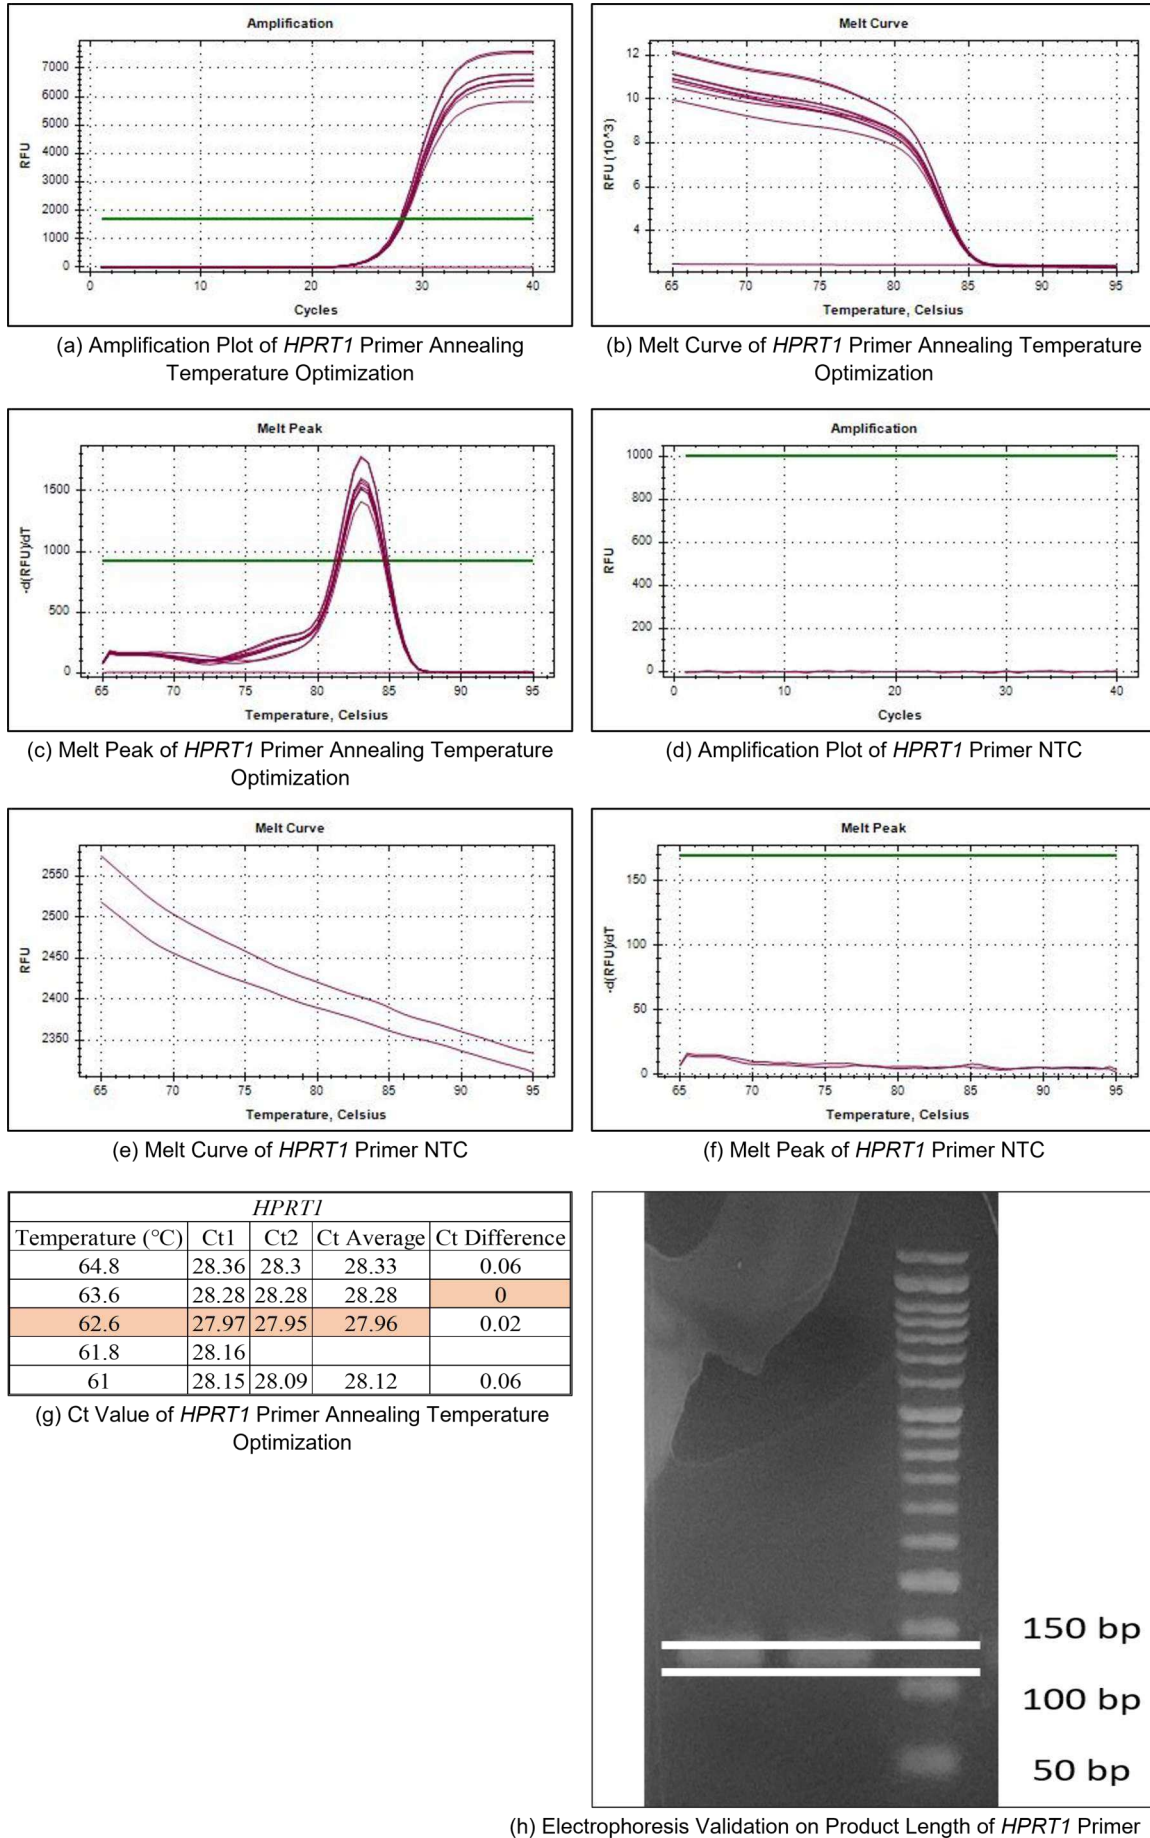 Amplification
7000
6000
5000
4000
3000
2000
1000
0
RFU
0 10 20 30 40
Cycles
(a) Amplification Plot of HPRT1 Primer Annealing
Temperature Optimization
Melt Curve
12
10
8
6
4
RFU (10^3)
65 70 75 80 85 90 95
Temperature, Celsius
(b) Melt Curve of HPRT1 Primer Annealing Temperature
Optimization
Melt Peak
1500
1000
500
0
-d(RFU)/dT
65 70 75 80 85 90 95
Temperature, Celsius
(c) Melt Peak of HPRT1 Primer Annealing Temperature
Optimization
Amplification
1000
800
600
400
200
0
RFU
0 10 20 30 40
Cycles
(d) Amplification Plot of HPRT1 Primer NTC
Melt Curve
2550
2500
2450
2400
2350
RFU
65 70 75 80 85 90 95
Temperature, Celsius
(e) Melt Curve of HPRT1 Primer NTC
Melt Peak
150
100
50
0
-d(RFU)/dT
65 70 75 80 85 90 95
Temperature, Celsius
(f) Melt Peak of HPRT1 Primer NTC
HPRT1
Temperature (°C) Ct1 Ct2 Ct Average Ct Difference
64.8 28.36 28.3 28.33 0.06
63.6 28.28 28.28 28.28 0
62.6 27.97 27.95 27.96 0.02
61.8 28.16
61 28.15 28.09 28.12 0.06
(g) Ct Value of HPRT1 Primer Annealing Temperature
Optimization
150 bp
100 bp
50 bp
(h) Electrophoresis Validation on Product Length of HPRT1 Primer